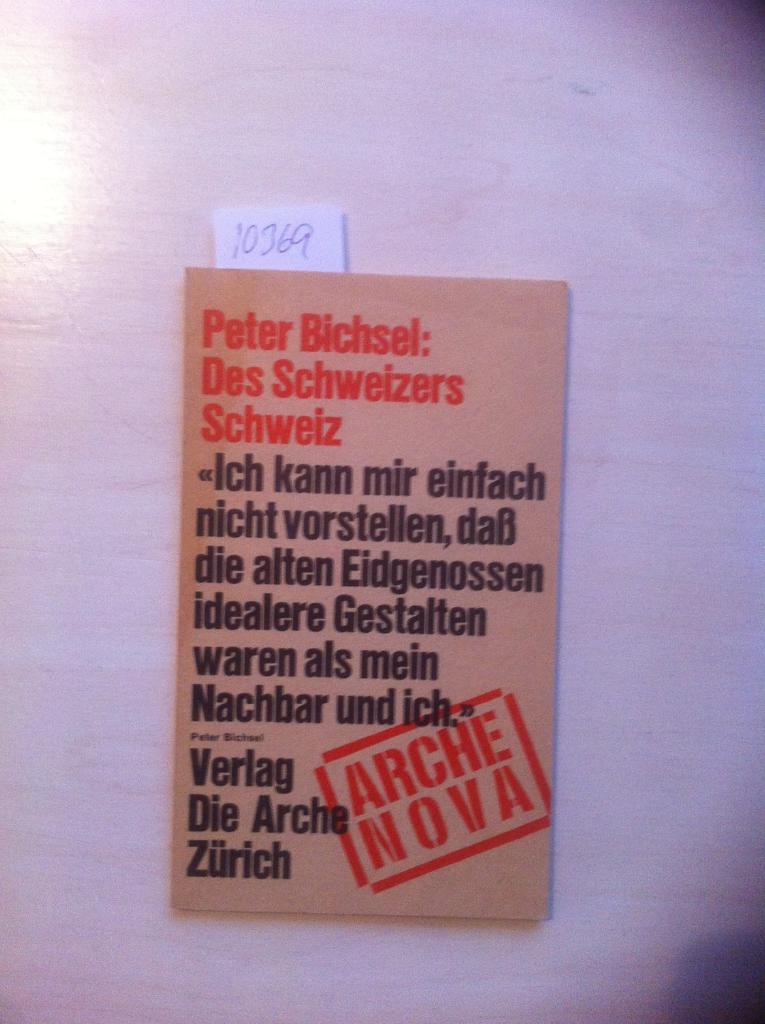 10369
Peter Bichsel:
Des Schweizers
Schweiz
«Ich kann mir einfach
nicht vorstellen, daß
die alten Eidgenossen
idealere Gestalten
waren als mein
Nachbar und ich.»
Peter Bichsel
Verlag
Die Arche
Zürich
ARCHE
NOVA